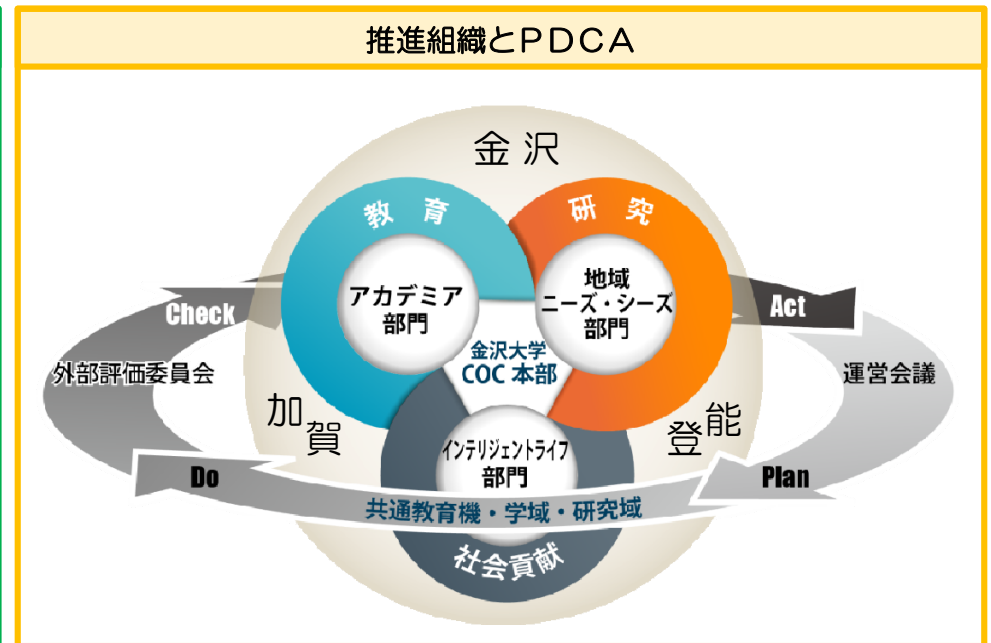 推進組織とＰＤＣＡ
金沢
教育
研究
アカデミア
部門
地域
ニーズ・シーズ
部門
Check
Act
金沢大学
COC 本部
外部評価委員会
運営会議
加賀
能登
インテリジェントライフ
部門
Do
Plan
共通教育機・学域・研究域
社会貢献